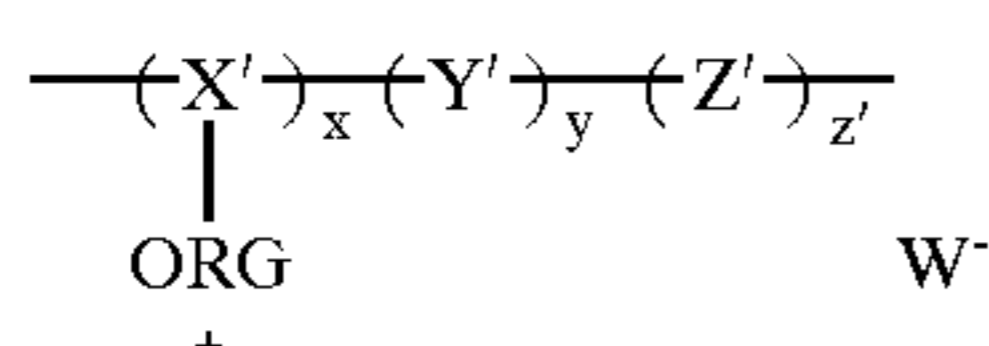 ( X′ )x ( Y′ )y ( Z′ )z′
ORG W-
+